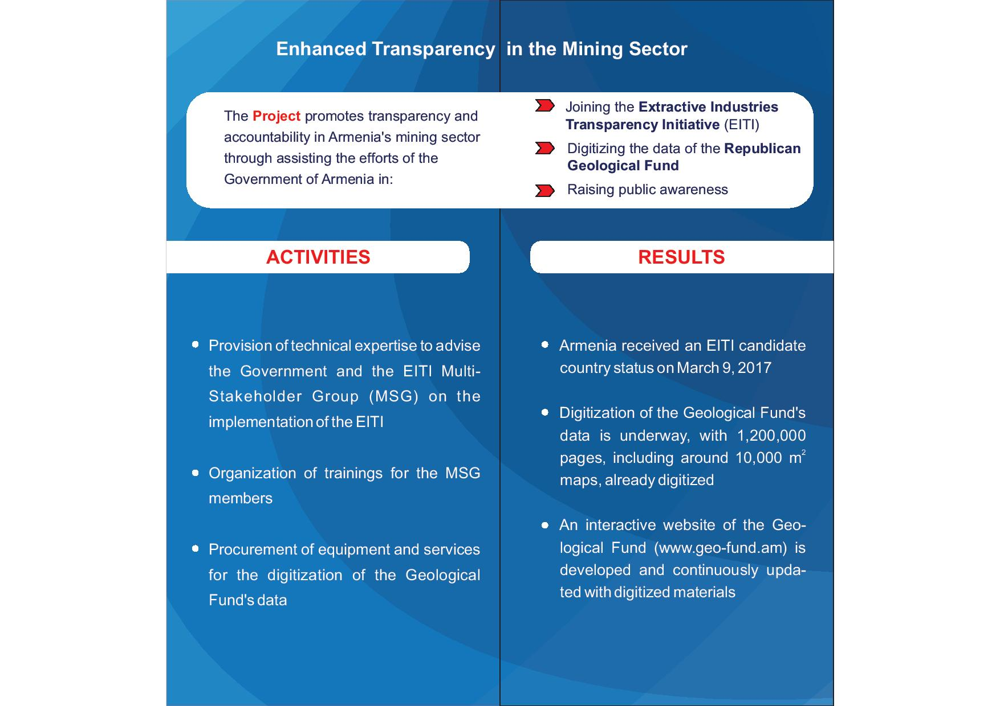 Enhanced Transparency in the Mining Sector
The Project promotes transparency and
accountability in Armenia's mining sector
through assisting the efforts of the
Government of Armenia in:
Joining the Extractive Industries
Transparency Initiative (EITI)
Digitizing the data of the Republican
Geological Fund
Raising public awareness
ACTIVITIES
Provision of technical expertise to advise
the Government and the EITI Multi-
Stakeholder Group (MSG) on the
implementation of the EITI
Organization of trainings for the MSG
members
Procurement of equipment and services
for the digitization of the Geological
Fund's data
RESULTS
Armenia received an EITI candidate
country status on March 9, 2017
Digitization of the Geological Fund's
data is underway, with 1,200,000
pages, including around 10,000 m²
maps, already digitized
An interactive website of the Geo-
logical Fund (www.geo-fund.am) is
developed and continuously upda-
ted with digitized materials